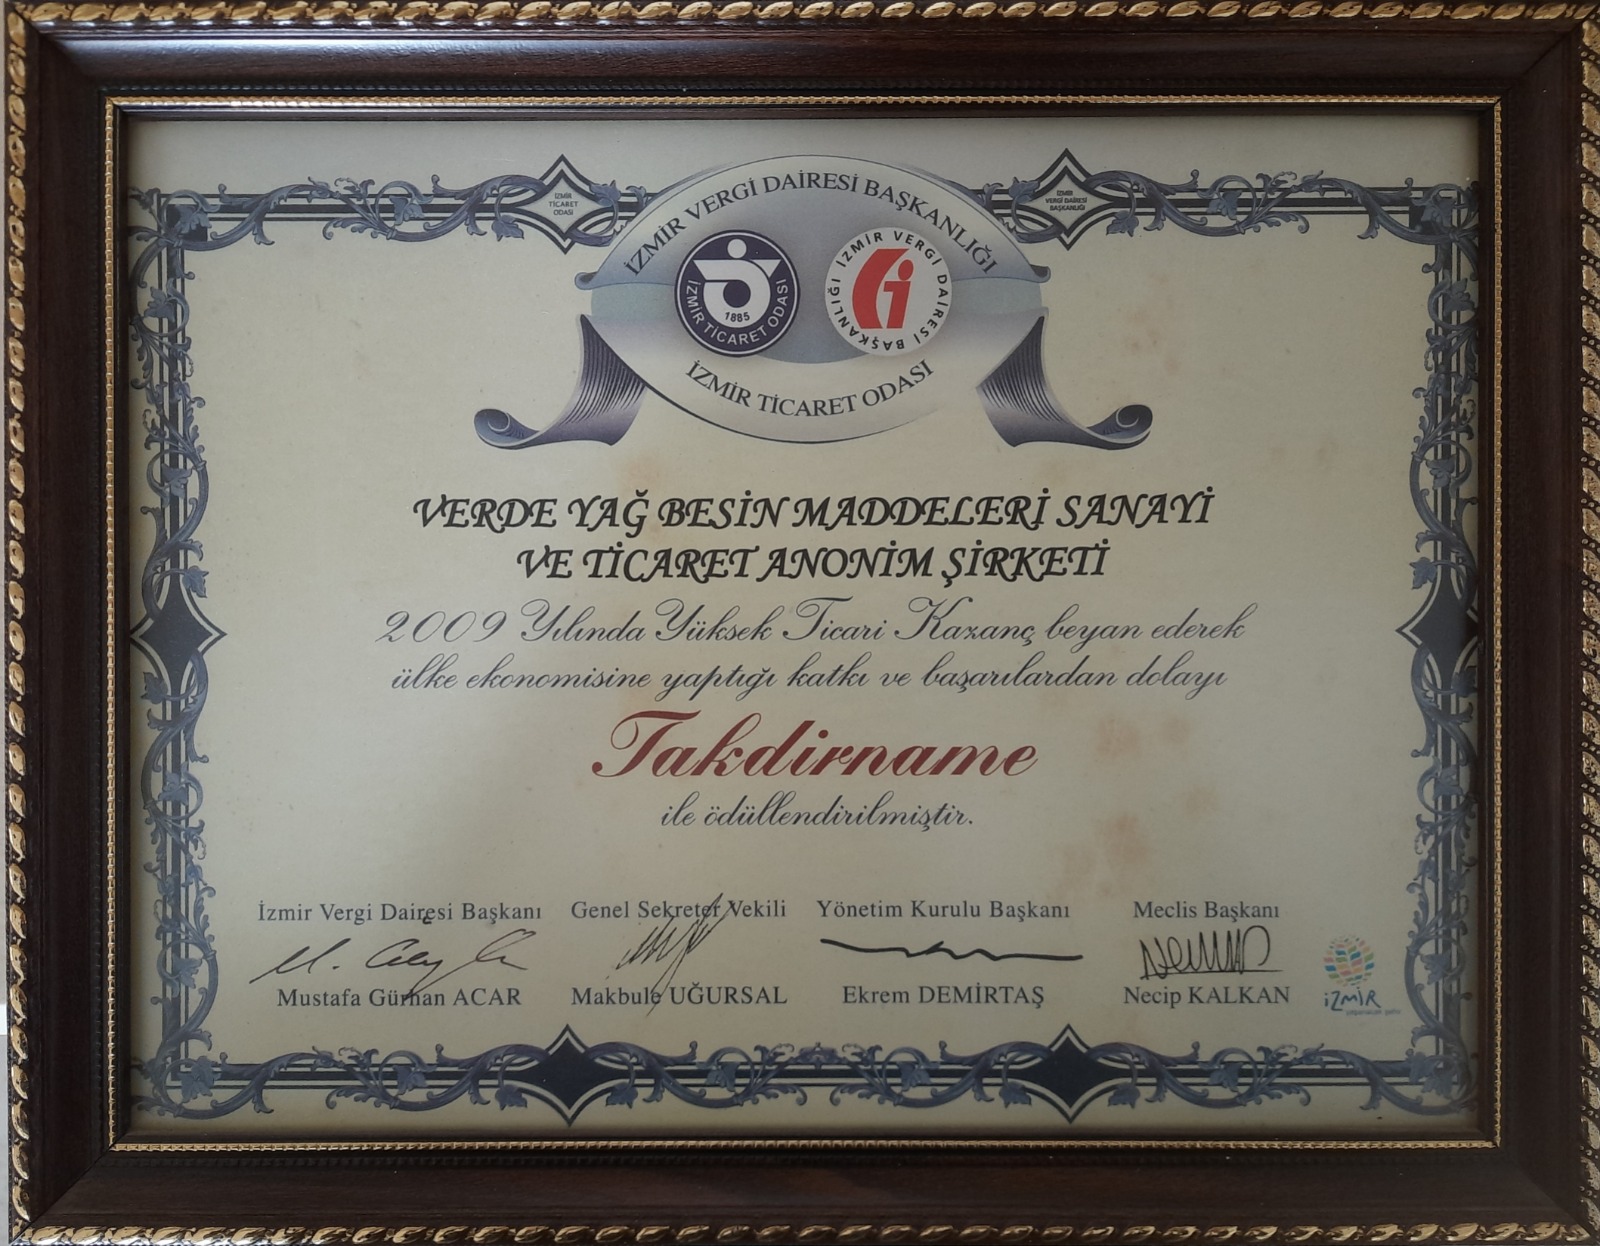 İZMİR TİCARET ODASI
İZMİR VERGİ DAİRESİ BAŞKANLIĞI
İZMİR VERGİ DAİRESİ BAŞKANLIĞI
İZMİR TİCARET ODASI
1885
İZMİR VERGİ DAİRESİ BAŞKANLIĞI
İZMİR TİCARET ODASI
VERDE YAĞ BESİN MADDELERİ SANAYİ
VE TİCARET ANONİM ŞİRKETİ
2009 Yılında Yüksek Ticari Kazanç beyan ederek
ülke ekonomisine yaptığı katkı ve başarılardan dolayı
Takdirname
ile ödüllendirilmiştir.
İzmir Vergi Dairesi Başkanı Genel Sekreter Vekili Yönetim Kurulu Başkanı Meclis Başkanı
Mustafa Gürhan ACAR Makbule UĞURSAL Ekrem DEMİRTAŞ Necip KALKAN
İZMİR